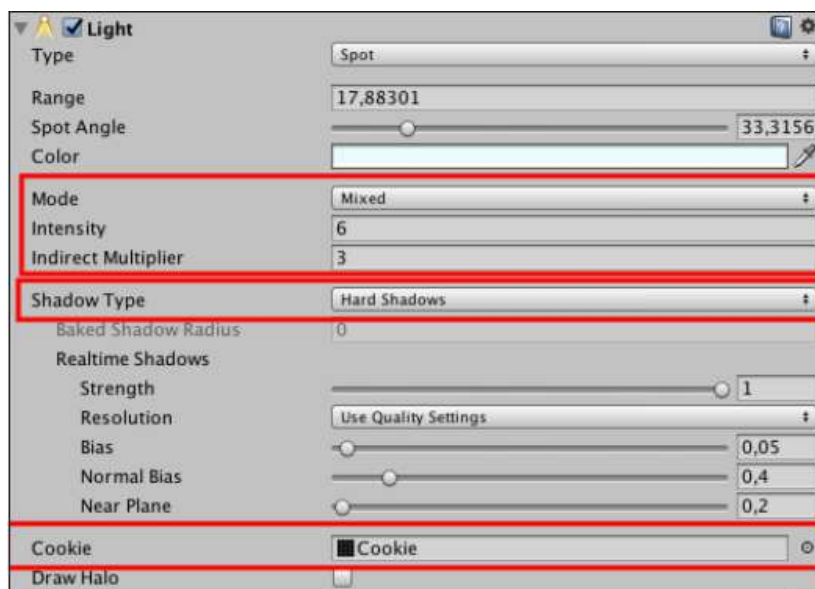 Light
Type Spot
Range 17,88301
Spot Angle 33,3156
Color
Mode Mixed
Intensity 6
Indirect Multiplier 3
Shadow Type Hard Shadows
Baked Shadow Radius 0
Realtime Shadows
Strength 1
Resolution Use Quality Settings
Bias 0,05
Normal Bias 0,4
Near Plane 0,2
Cookie Cookie
Draw Halo